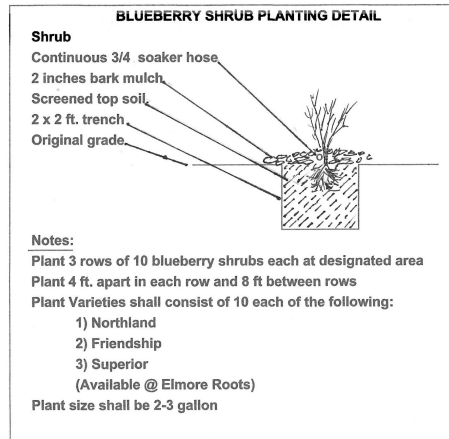 BLUEBERRY SHRUB PLANTING DETAIL
Shrub
Continuous 3/4 soaker hose
2 inches bark mulch
Screened top soil
2 x 2 ft. trench
Original grade
Notes:
Plant 3 rows of 10 blueberry shrubs each at designated area
Plant 4 ft. apart in each row and 8 ft between rows
Plant Varieties shall consist of 10 each of the following:
1) Northland
2) Friendship
3) Superior
(Available @ Elmore Roots)
Plant size shall be 2-3 gallon